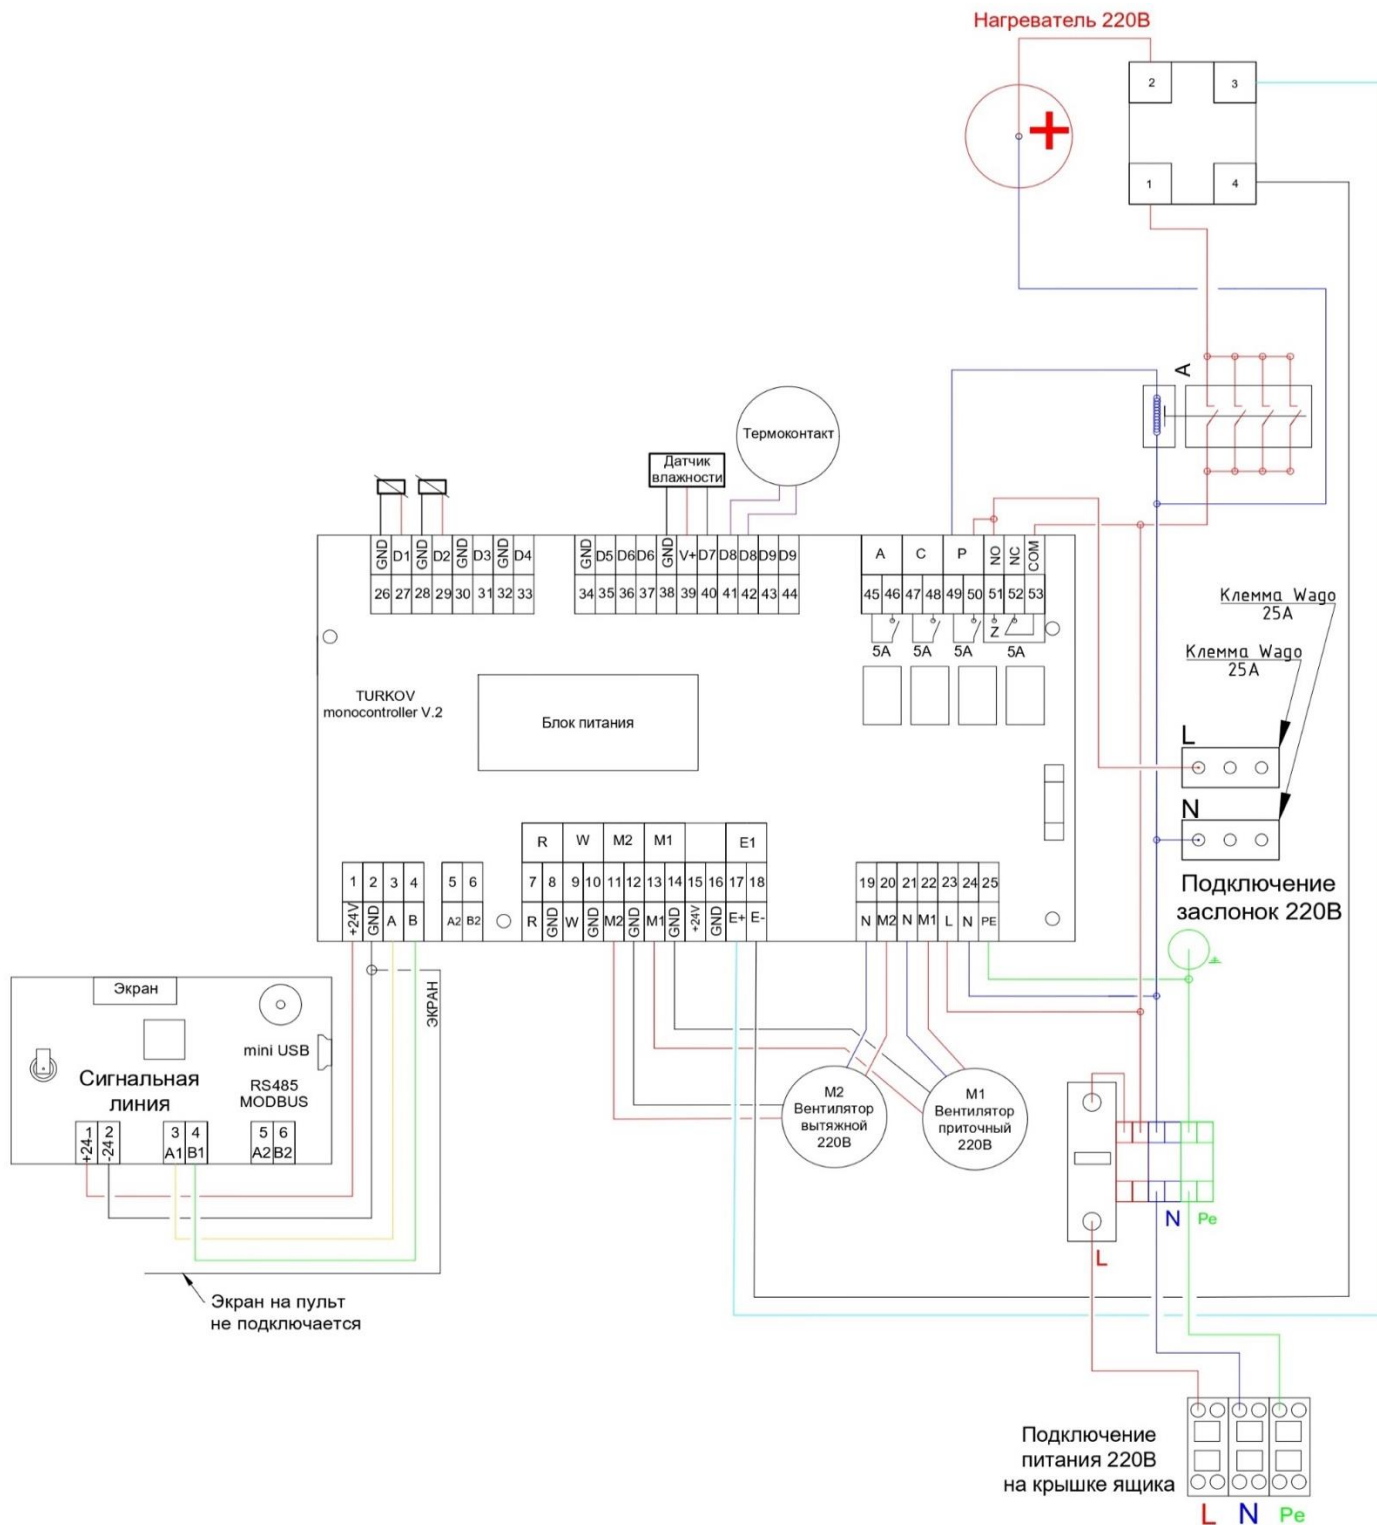 Нагреватель 220В
2 3
1 4
A
Термоконтакт
Датчик
влажности
GND D1 GND D2 GND D3 GND D4
26 27 28 29 30 31 32 33
GND D5 D6 D6 GND V+ D7 D8 D8 D9 D9
34 35 36 37 38 39 40 41 42 43 44
A C P NO NC COM
45 46 47 48 49 50 51 52 53
Z
5A 5A 5A 5A
Клемма Wago
25А
Клемма Wago
25А
TURKOV
monocontroller V.2
Блок питания
L
N
Подключение
заслонок 220В
R W M2 M1 E1
1 2 3 4 5 6 7 8 9 10 11 12 13 14 15 16 17 18
+24V GND A B A2 B2 R GND W GND M2 GND M1 GND +24V GND E+ E-
19 20 21 22 23 24 25
N M2 N M1 L N PE
Экран
ЭКРАН
mini USB
Сигнальная
линия
RS485
MODBUS
1 2 3 4 5 6
+24 -24 A1 B1 A2 B2
M2
Вентилятор
вытяжной
220В
M1
Вентилятор
приточный
220В
L N Pe
Экран на пульт
не подключается
Подключение
питания 220В
на крышке ящика
L N Pe